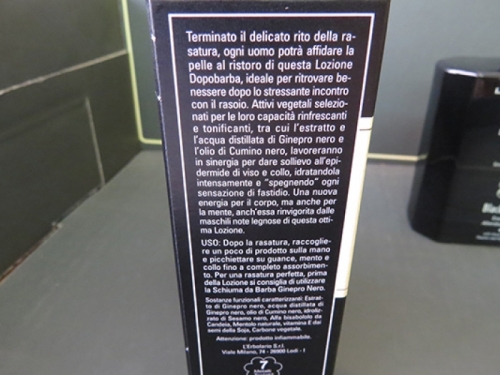 Terminato il delicato rito della ra-
satura, ogni uomo potrà affidare la
pelle al ristoro di questa Lozione
Dopobarba, ideale per ritrovare be-
nessere dopo lo stressante incontro
con il rasoio. Attivi vegetali selezio-
nati per le loro capacità rinfrescanti
e tonificanti, tra cui l'estratto e
l'acqua distillata di Ginepro nero e
l'olio di Cumino nero, lavoreranno
in sinergia per dare sollievo all'epi-
dermide di viso e collo, idratandola
intensamente e "spegnendo" ogni
sensazione di fastidio. Una nuova
energia per il corpo, ma anche per
la mente, anch'essa rinvigorita dalle
maschili note legnose di questa otti-
ma Lozione.
USO: Dopo la rasatura, raccoglie-
re un poco di prodotto sulla mano
e picchiettare su guance, mento e
collo fino a completo assorbimen-
to. Per una rasatura perfetta, prima
della Lozione si consiglia di utilizzare
la Schiuma da Barba Ginepro Nero.
Sostanze funzionali caratterizzanti: Estrat-
to di Ginepro nero, acqua distillata di
Ginepro nero, olio di Cumino nero, idroliz-
zato di Sesamo nero, Alfa bisabololo da
Candeia, Mentolo naturale, vitamina E dai
semi della Soja, Carbone vegetale.
Attenzione: prodotto infiammabile.
L'Erbolario S.r.l.
Viale Milano, 74 - 26900 Lodi - I
7